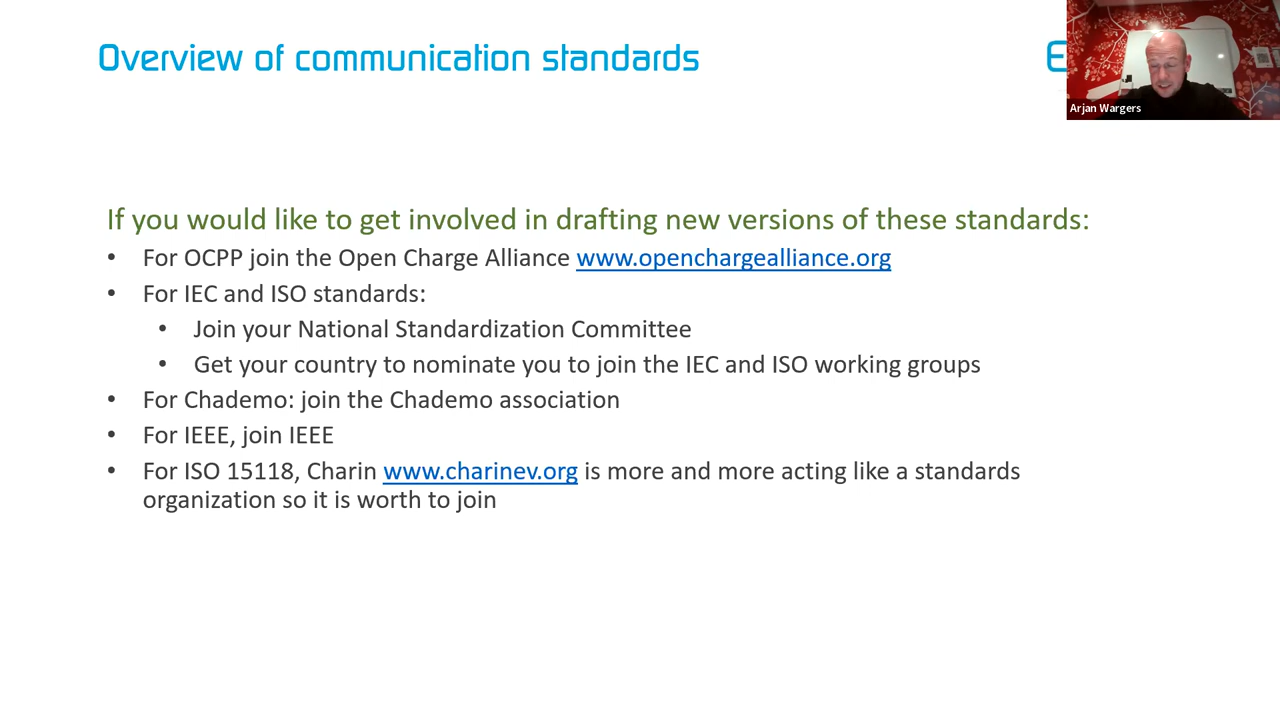 Overview of communication standards
Arjan Wargers
If you would like to get involved in drafting new versions of these standards:
• For OCPP join the Open Charge Alliance www.openchargealliance.org
• For IEC and ISO standards:
• Join your National Standardization Committee
• Get your country to nominate you to join the IEC and ISO working groups
• For Chademo: join the Chademo association
• For IEEE, join IEEE
• For ISO 15118, Charin www.charinev.org is more and more acting like a standards
organization so it is worth to join